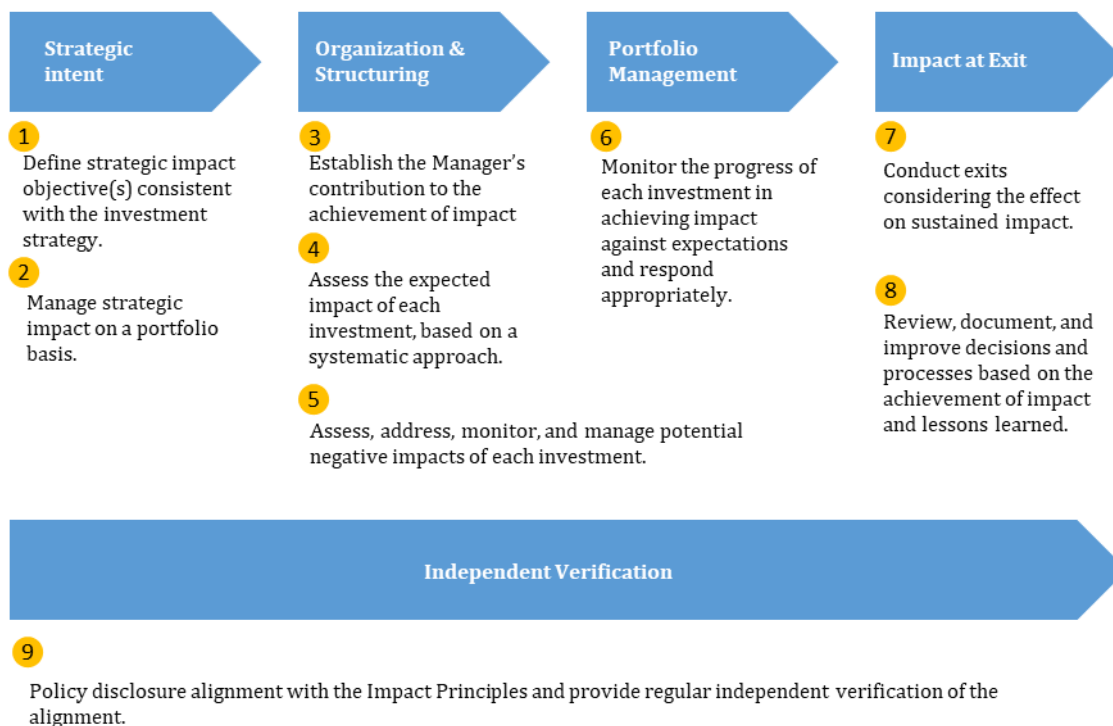 Strategic
intent
Organization &
Structuring
Portfolio
Management
Impact at Exit
1
Define strategic impact
objective(s) consistent
with the investment
strategy.
2
Manage strategic
impact on a portfolio
basis.
3
Establish the Manager's
contribution to the
achievement of impact
4
Assess the expected
impact of each
investment, based on a
systematic approach.
5
Assess, address, monitor, and manage potential
negative impacts of each investment.
6
Monitor the progress of
each investment in
achieving impact
against expectations
and respond
appropriately.
7
Conduct exits
considering the effect
on sustained impact.
8
Review, document, and
improve decisions and
processes based on the
achievement of impact
and lessons learned.
Independent Verification
9
Policy disclosure alignment with the Impact Principles and provide regular independent verification of the
alignment.